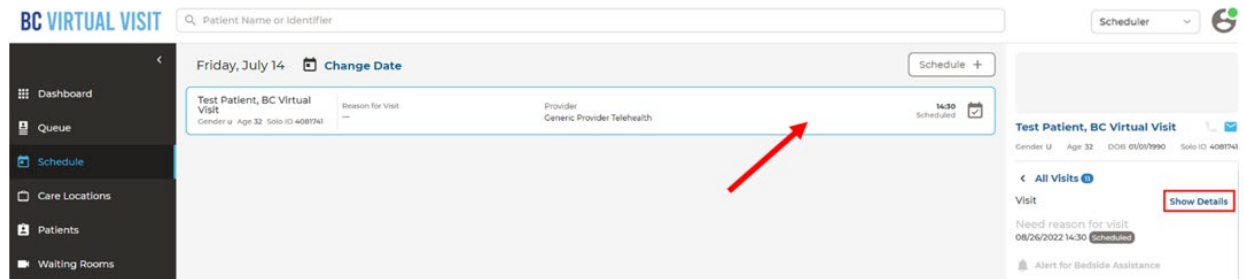 BC VIRTUAL VISIT
Patient Name or Identifier
Scheduler
Friday, July 14 Change Date
Schedule +
Dashboard
Queue
Schedule
Care Locations
Patients
Waiting Rooms
Test Patient, BC Virtual
Visit
Gender u Age 32 Solo ID 4081741
Reason for Visit
—
Provider
Generic Provider Telehealth
14:30
Scheduled
Test Patient, BC Virtual Visit
Gender U Age 32 DOB 01/01/1990 Solo ID 4081741
< All Visits 11
Visit Show Details
Need reason for visit
08/26/2022 14:30 Scheduled
Alert for Bedside Assistance